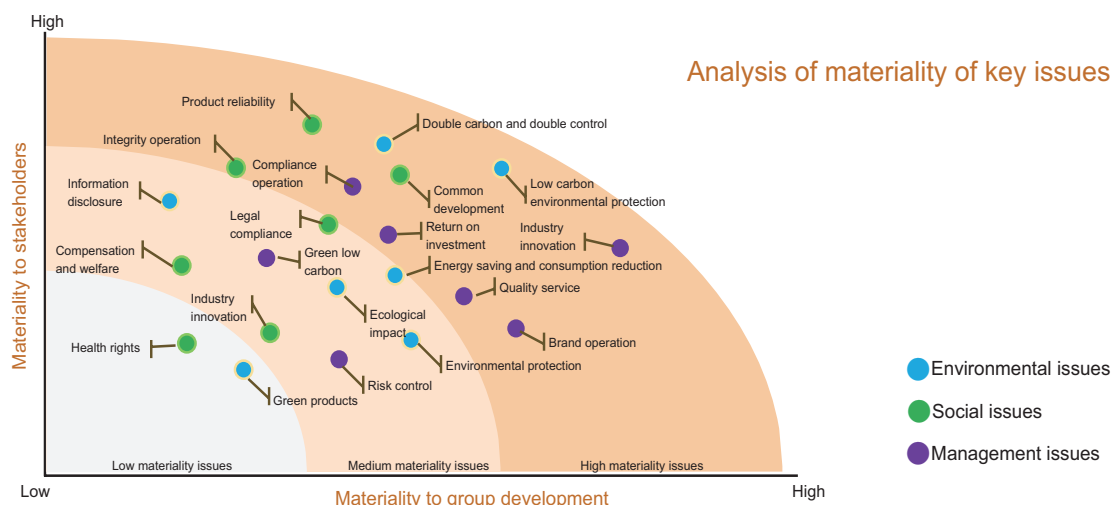 High
Analysis of materiality of key issues
Product reliability
Double carbon and double control
Integrity operation
Compliance
operation
Information
disclosure
Common
development
Low carbon
environmental protection
Legal
compliance
Return on
investment
Industry
innovation
Compensation
and welfare
Green low
carbon
Energy saving and consumption reduction
Quality service
Industry
innovation
Ecological
impact
Health rights
Brand operation
Environmental protection
Risk control
Green products
Materiality to stakeholders
Environmental issues
Social issues
Management issues
Low materiality issues
Medium materiality issues
High materiality issues
Low
Materiality to group development
High